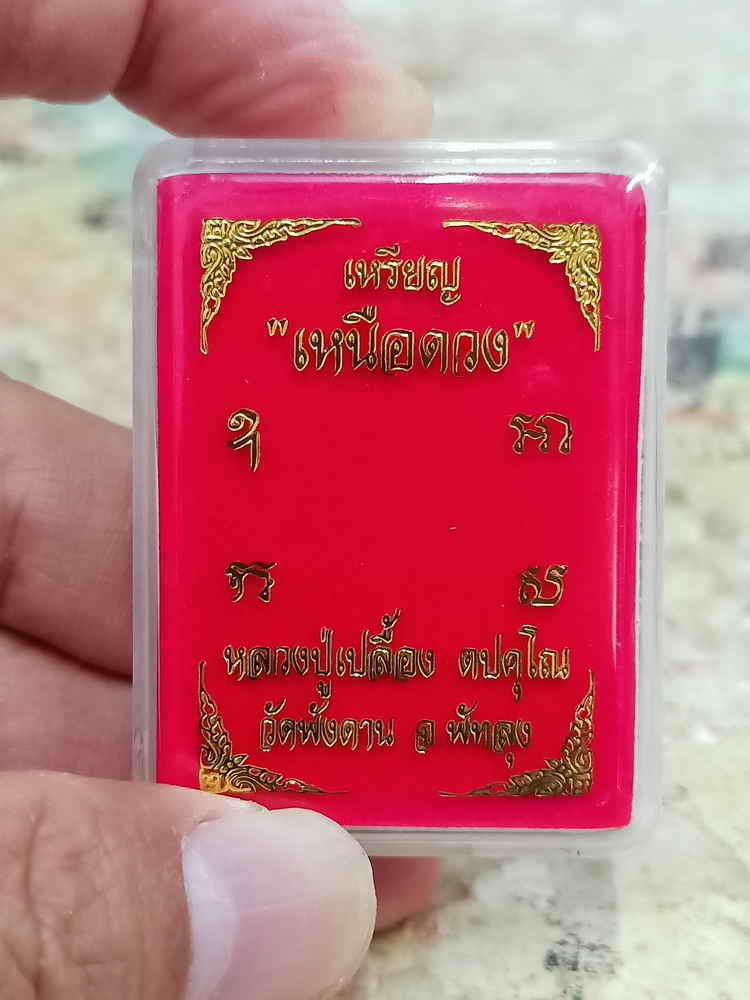 เหรียญ
"เหนือดวง"
หลวงปู่เปลื้อง ตปคุโณ
วัดพังดาน จ พัทลุง